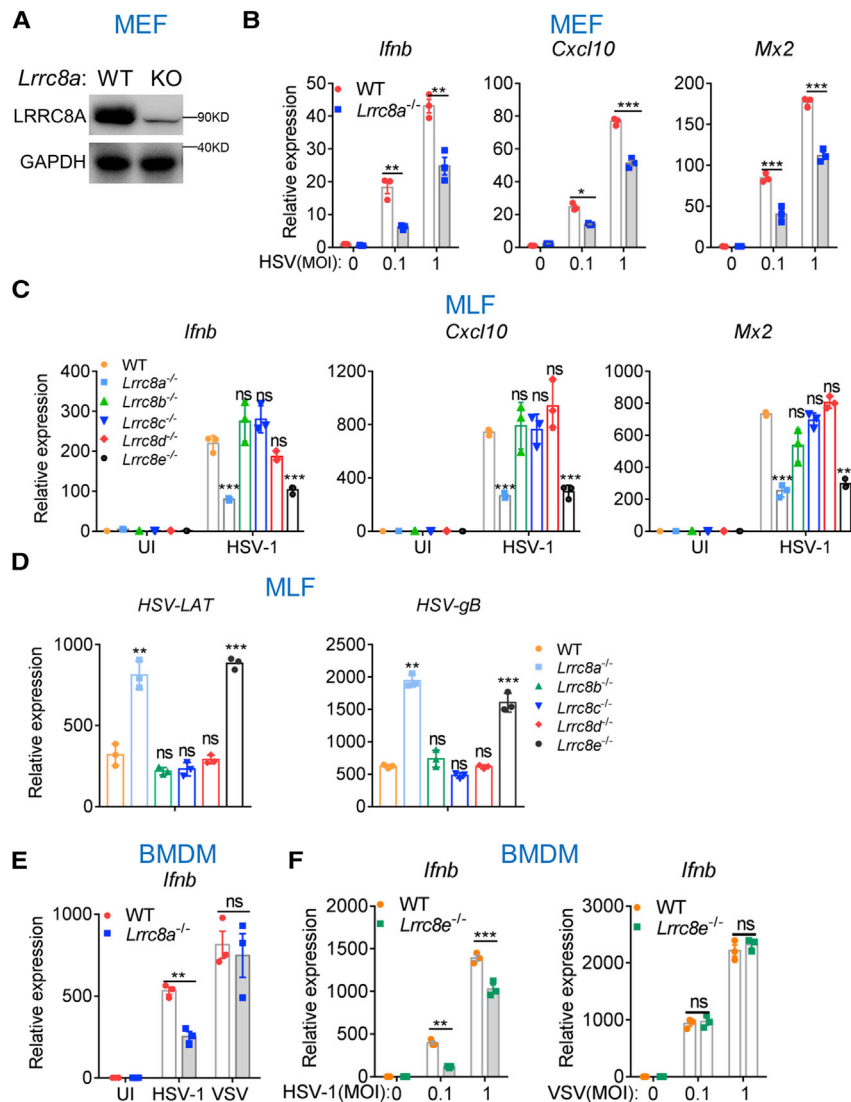 A
MEF
Lrrc8a: WT KO
LRRC8A
90KD
40KD
GAPDH
B
MEF
Ifnb
Cxcl10
Mx2
Relative expression
50
40
30
20
10
0
WT
Lrrc8a-/-
**
**
80
60
40
20
0
*
***
200
150
100
50
0
***
***
HSV(MOI): 0 0.1 1
0 0.1 1
0 0.1 1
C
MLF
Ifnb
Cxcl10
Mx2
Relative expression
400
300
200
100
0
WT
Lrrc8a-/-
Lrrc8b-/-
Lrrc8c-/-
Lrrc8d-/-
Lrrc8e-/-
***
ns
ns
ns
***
UI HSV-1
1200
800
400
0
***
ns
ns
ns
***
UI HSV-1
1000
800
600
400
200
0
***
ns
ns
ns
**
UI HSV-1
D
MLF
HSV-LAT
HSV-gB
Relative expression
1000
500
0
**
ns
ns
ns
***
2500
2000
1500
1000
500
0
**
ns
ns
ns
***
WT
Lrrc8a-/-
Lrrc8b-/-
Lrrc8c-/-
Lrrc8d-/-
Lrrc8e-/-
E
BMDM
Ifnb
Relative expression
1000
500
0
WT
Lrrc8a-/-
**
ns
UI HSV-1 VSV
F
BMDM
Ifnb
Ifnb
Relative expression
2000
1500
1000
500
0
WT
Lrrc8e-/-
**
***
HSV-1(MOI): 0 0.1 1
Relative expression
3000
2000
1000
0
WT
Lrrc8e-/-
ns
ns
VSV(MOI): 0 0.1 1